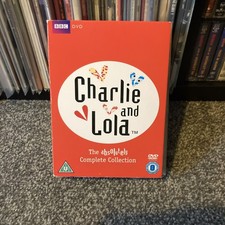 BBC DVD
Charlie
and
Lola
TM
The absolutely
Complete Collection
U
DVD